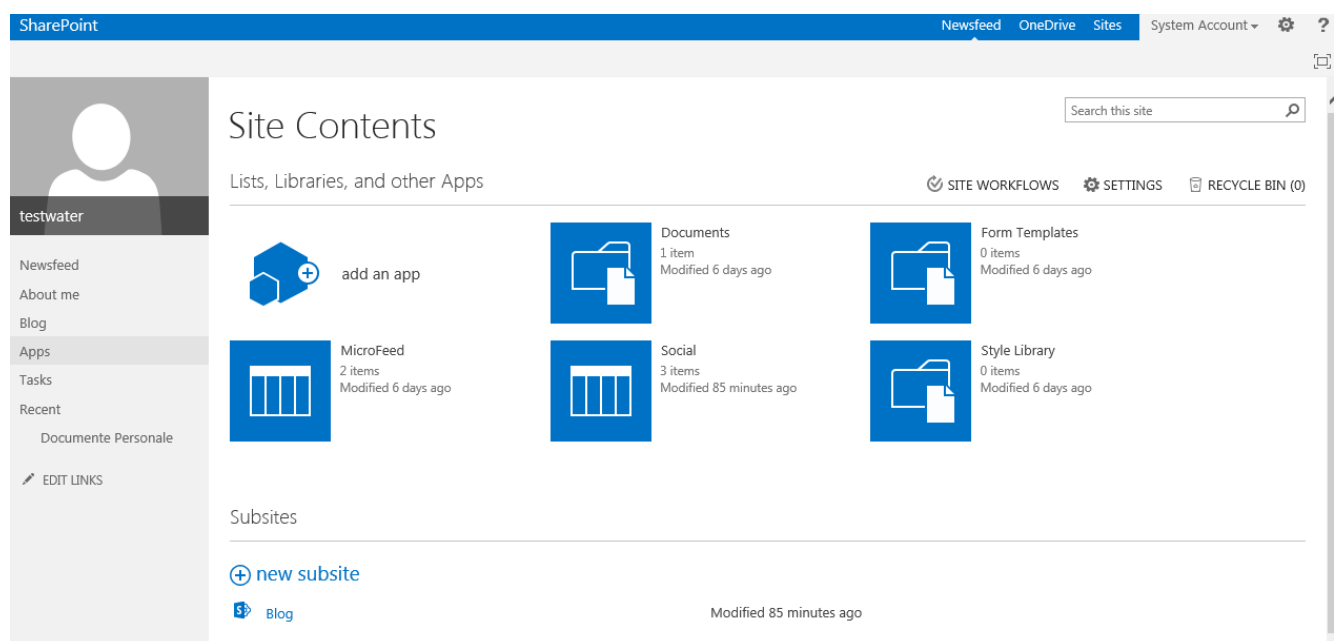 SharePoint
Newsfeed OneDrive Sites System Account ?
Search this site
Site Contents
Lists, Libraries, and other Apps
SITE WORKFLOWS SETTINGS RECYCLE BIN (0)
testwater
Newsfeed
About me
Blog
Apps
Tasks
Recent
Documente Personale
EDIT LINKS
add an app
Documents
1 item
Modified 6 days ago
Form Templates
0 items
Modified 6 days ago
MicroFeed
2 items
Modified 6 days ago
Social
3 items
Modified 85 minutes ago
Style Library
0 items
Modified 6 days ago
Subsites
new subsite
S Blog Modified 85 minutes ago